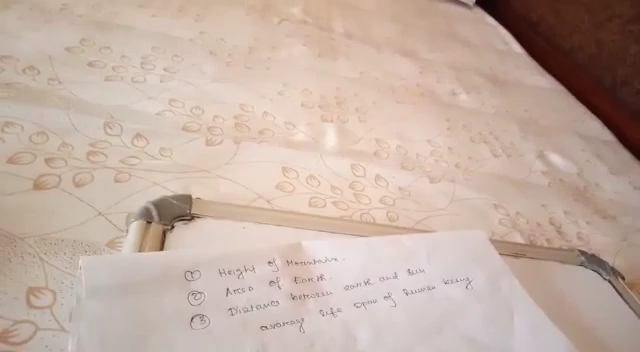 ① Height of Mountain.
② Area of Earth.
③ Distance between earth and sun
average life span of human being